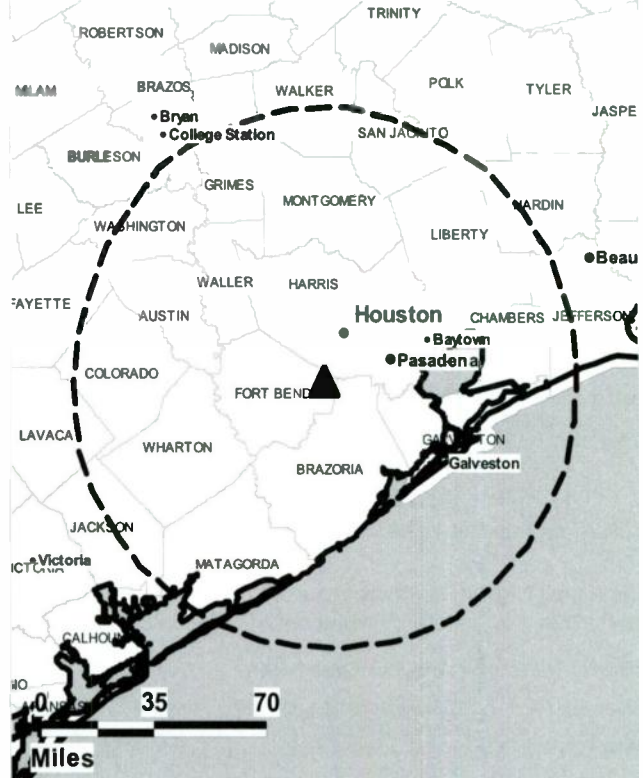 TRINITY
ROBERTSON
MADISON
MILAM
BRAZOS
WALKER
POLK
TYLER
JASPE
Bryan
College Station
SAN JACINTO
BURLESON
GRIMES
MONTGOMERY
HARDIN
LEE
WASHINGTON
LIBERTY
Beau
WALLER
HARRIS
FAYETTE
AUSTIN
Houston
CHAMBERS
JEFFERSON
Baytown
Pasadena
COLORADO
FORT BEND
LAVACA
WHARTON
GALVESTON
Galveston
BRAZORIA
JACKSON
Victoria
MATAGORDA
CALHOUN
0 35 70
Miles